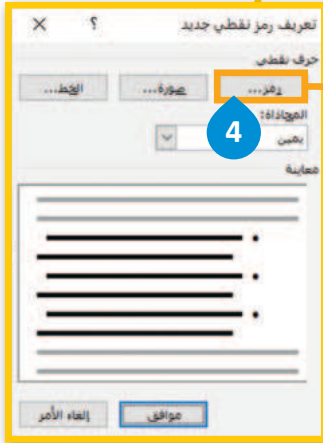 تعريف رمز نقطي جديد ؟ ×
حرف نقطي
رمز... صورة... الخط...
المحاذاة:
يمين
4
معاينة
موافق إلغاء الأمر